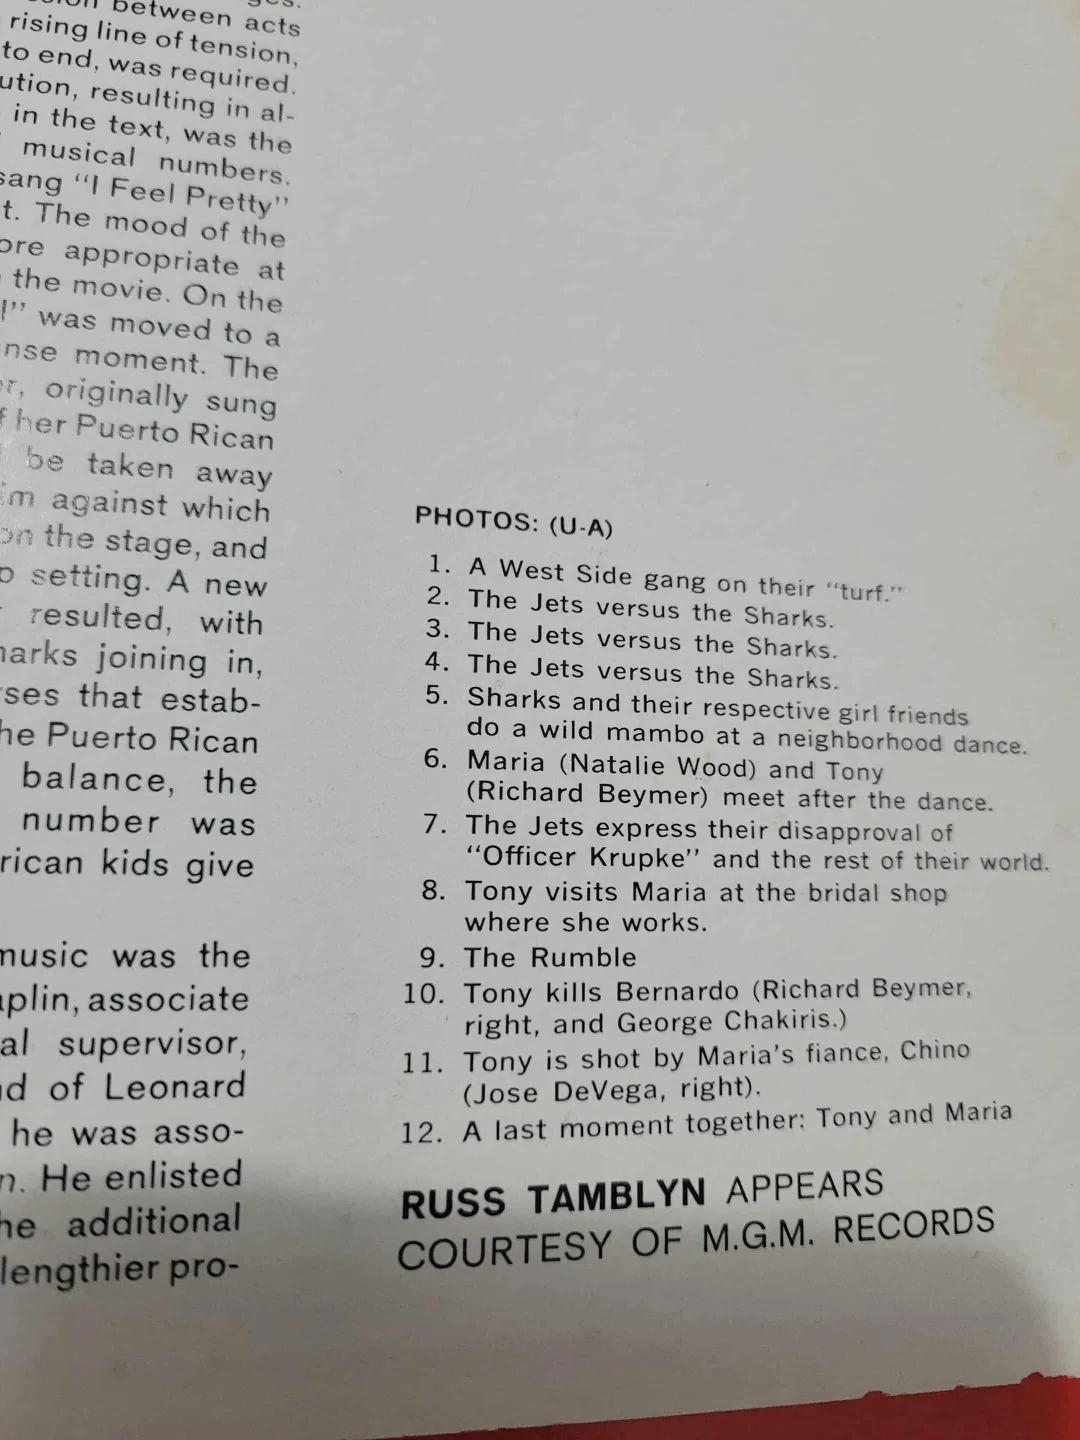 between acts
rising line of tension,
to end, was required.
resulting in al-
in the text, was the
musical numbers.
sang "I Feel Pretty"
The mood of the
appropriate at
the movie. On the
was moved to a
moment. The
originally sung
her Puerto Rican
be taken away
against which
on the stage, and
setting. A new
resulted, with
joining in,
that estab-
Puerto Rican
balance, the
number was
kids give
music was the
associate
supervisor,
of Leonard
he was asso-
He enlisted
additional
lengthier pro-
PHOTOS: (U-A)
1. A West Side gang on their "turf."
2. The Jets versus the Sharks.
3. The Jets versus the Sharks.
4. The Jets versus the Sharks.
5. Sharks and their respective girl friends
do a wild mambo at a neighborhood dance.
6. Maria (Natalie Wood) and Tony
(Richard Beymer) meet after the dance.
7. The Jets express their disapproval of
"Officer Krupke" and the rest of their world.
8. Tony visits Maria at the bridal shop
where she works.
9. The Rumble
10. Tony kills Bernardo (Richard Beymer,
right, and George Chakiris.)
11. Tony is shot by Maria's fiance, Chino
(Jose DeVega, right).
12. A last moment together: Tony and Maria
RUSS TAMBLYN APPEARS
COURTESY OF M.G.M. RECORDS